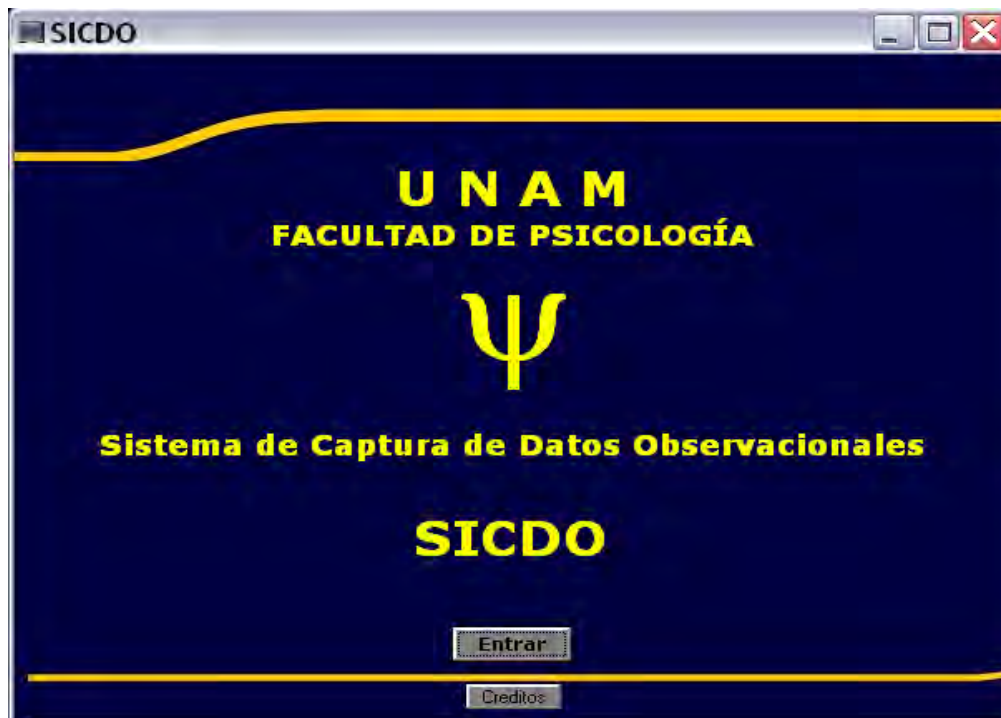 SICDO
U N A M
FACULTAD DE PSICOLOGÍA
ψ
Sistema de Captura de Datos Observacionales
SICDO
Entrar
Creditos